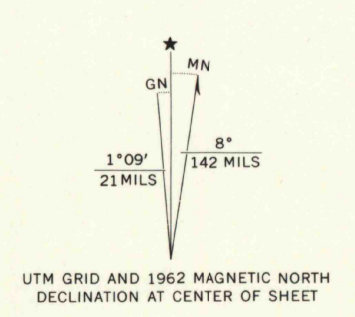 ★
MN
GN
8°
142 MILS
1°09′
21 MILS
UTM GRID AND 1962 MAGNETIC NORTH
DECLINATION AT CENTER OF SHEET